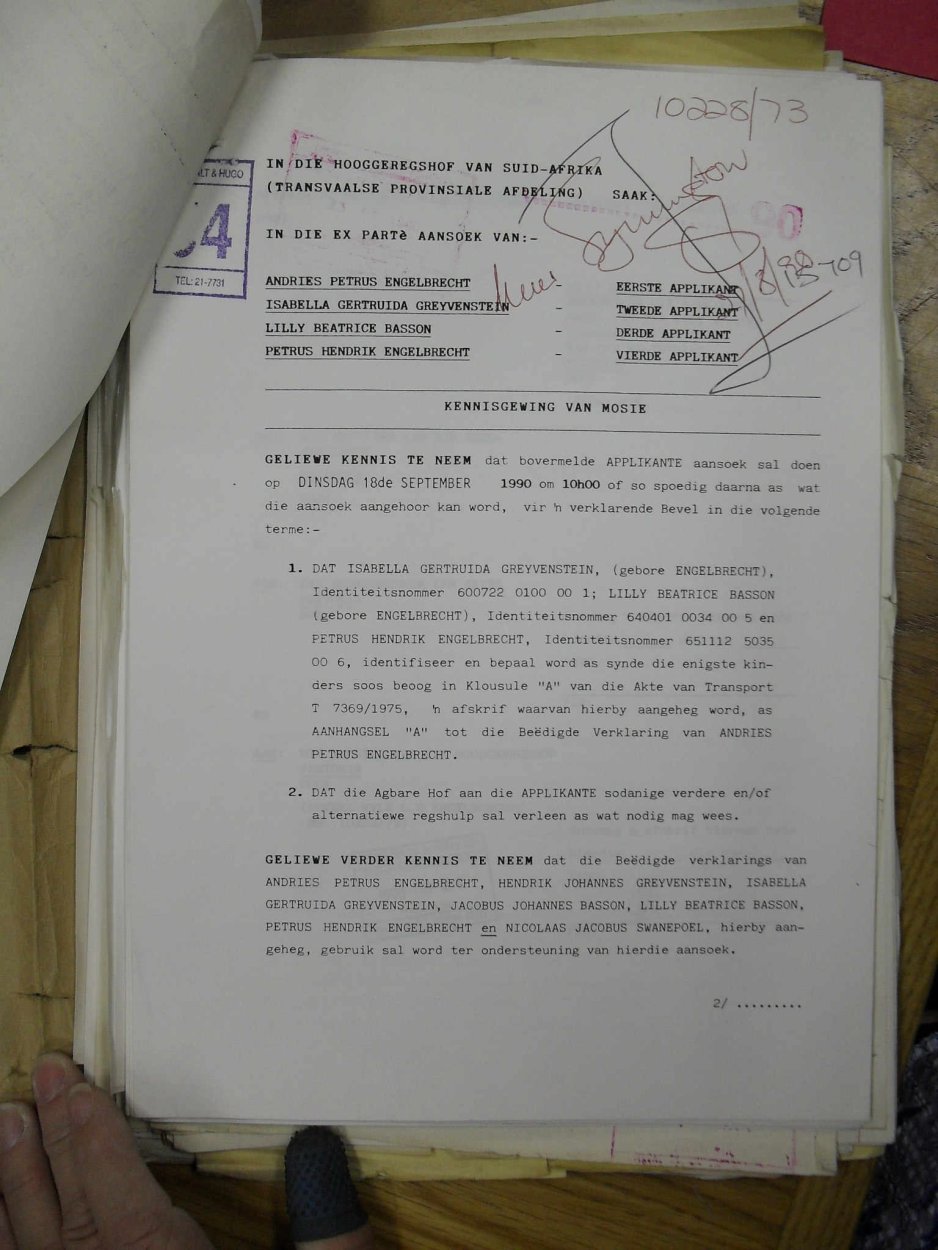 10228/73
IN DIE HOOGGEREGSHOF VAN SUID-AFRIKA
(TRANSVAALSE PROVINSIALE AFDELING) SAAK:
LT & HUGO
TEL: 21-7731
IN DIE EX PARTè AANSOEK VAN:-
ANDRIES PETRUS ENGELBRECHT - EERSTE APPLIKANT
ISABELLA GERTRUIDA GREYVENSTEIN - TWEEDE APPLIKANT
LILLY BEATRICE BASSON - DERDE APPLIKANT
PETRUS HENDRIK ENGELBRECHT - VIERDE APPLIKANT
KENNISGEWING VAN MOSIE
GELIEWE KENNIS TE NEEM dat bovermelde APPLIKANTE aansoek sal doen
op DINSDAG 18de SEPTEMBER 1990 om 10h00 of so spoedig daarna as wat
die aansoek aangehoor kan word, vir 'n verklarende Bevel in die volgende
terme:-
1. DAT ISABELLA GERTRUIDA GREYVENSTEIN, (gebore ENGELBRECHT),
Identiteitsnommer 600722 0100 00 1; LILLY BEATRICE BASSON
(gebore ENGELBRECHT), Identiteitsnommer 640401 0034 00 5 en
PETRUS HENDRIK ENGELBRECHT, Identiteitsnommer 651112 5035
00 6, identifiseer en bepaal word as synde die enigste kin-
ders soos beoog in Klousule "A" van die Akte van Transport
T 7369/1975, 'n afskrif waarvan hierby aangeheg word, as
AANHANGSEL "A" tot die Beëdigde Verklaring van ANDRIES
PETRUS ENGELBRECHT.
2. DAT die Agbare Hof aan die APPLIKANTE sodanige verdere en/of
alternatiewe regshulp sal verleen as wat nodig mag wees.
GELIEWE VERDER KENNIS TE NEEM dat die Beëdigde verklarings van
ANDRIES PETRUS ENGELBRECHT, HENDRIK JOHANNES GREYVENSTEIN, ISABELLA
GERTRUIDA GREYVENSTEIN, JACOBUS JOHANNES BASSON, LILLY BEATRICE BASSON,
PETRUS HENDRIK ENGELBRECHT en NICOLAAS JACOBUS SWANEPOEL, hierby aan-
geheg, gebruik sal word ter ondersteuning van hierdie aansoek.
2/ .........